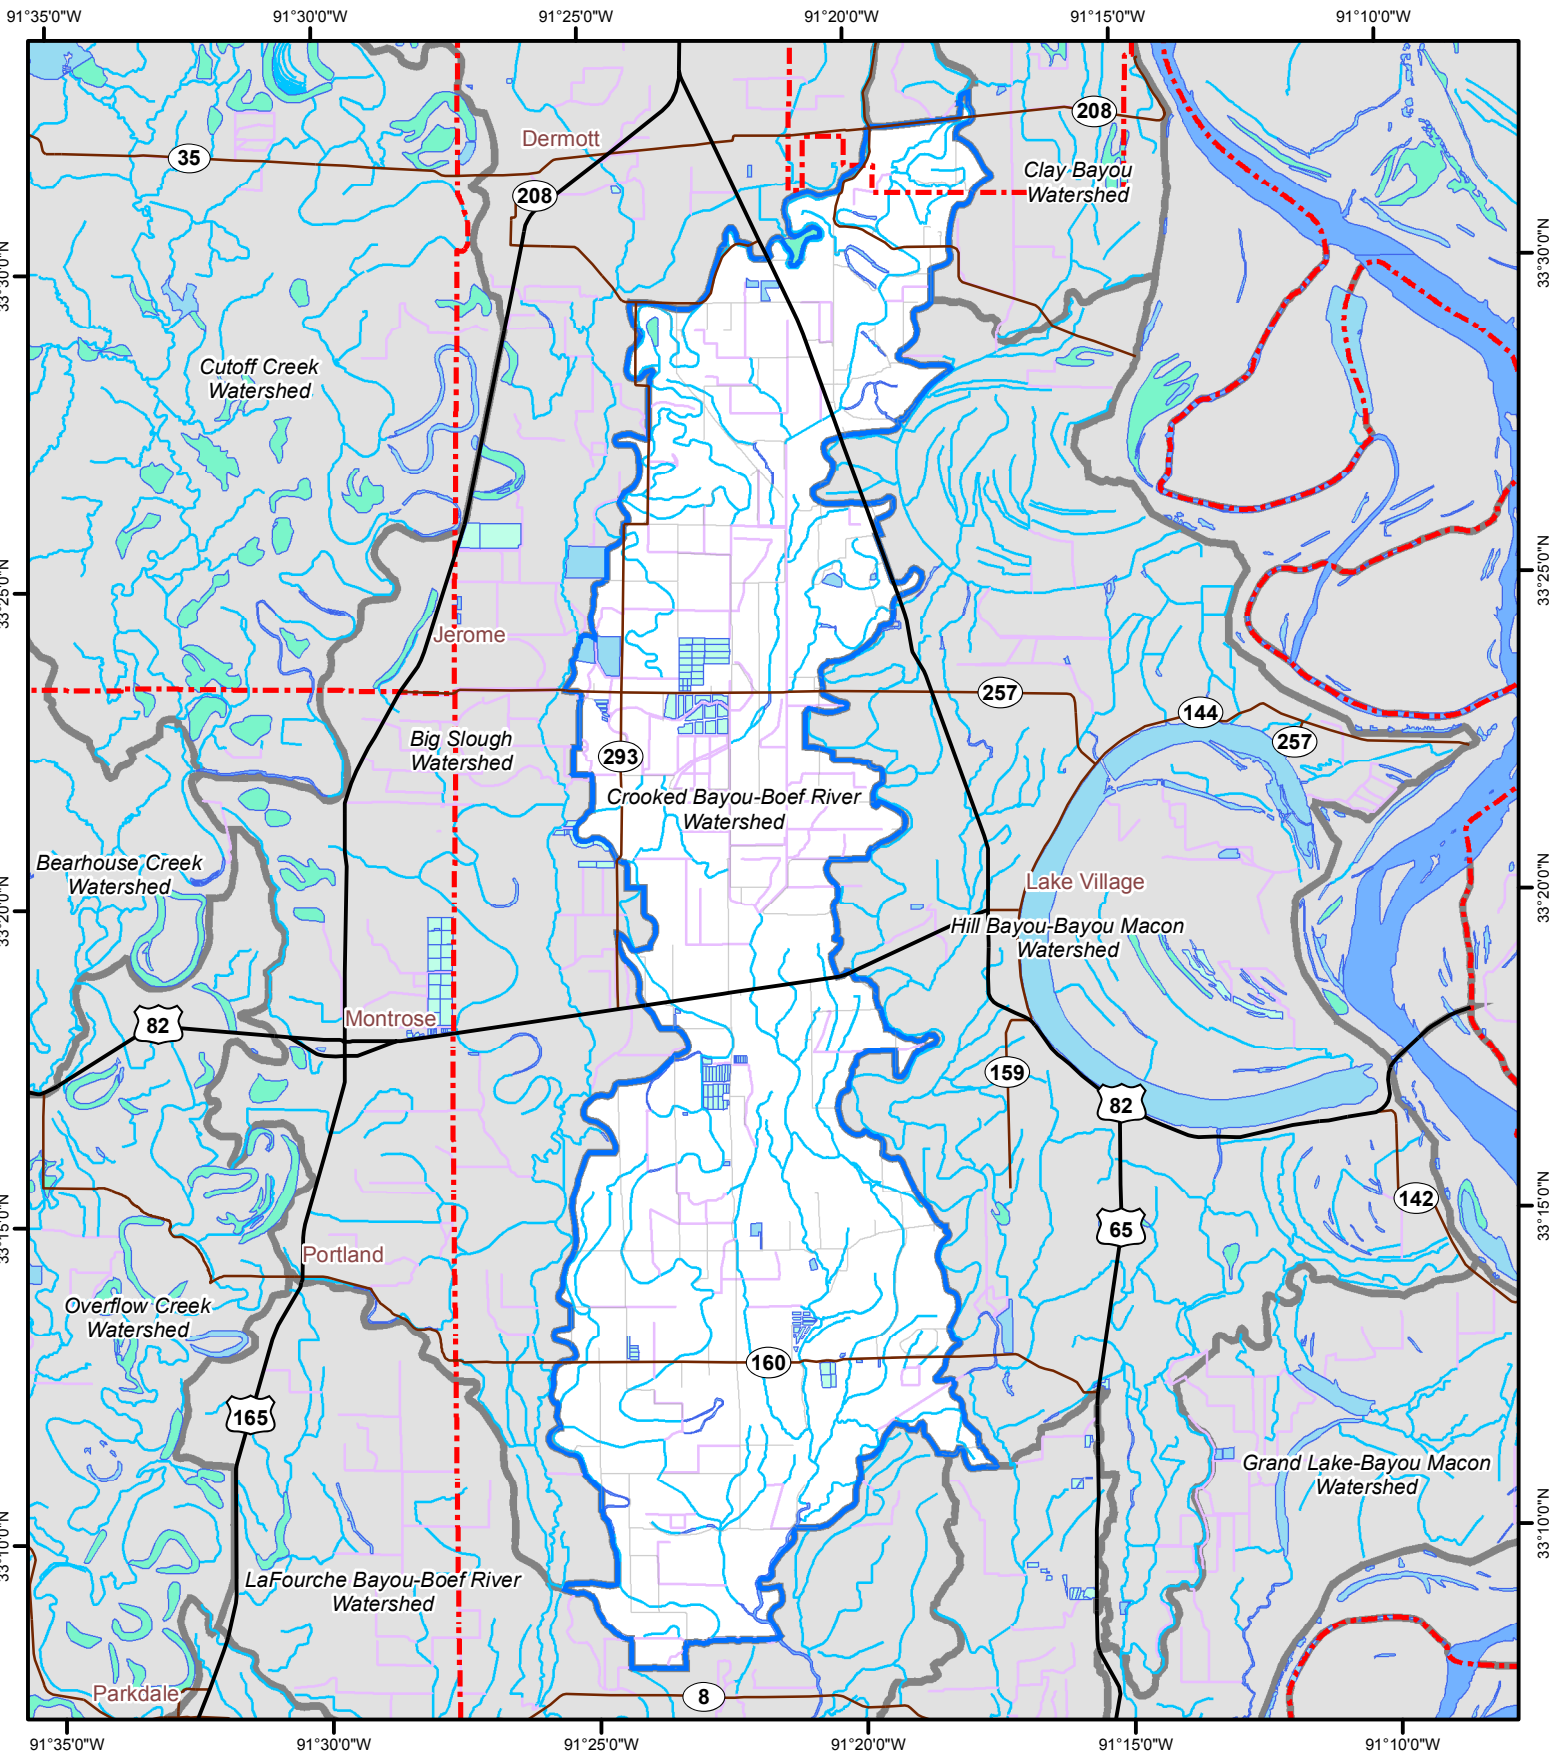 91°35'0"W
91°30'0"W
91°25'0"W
91°20'0"W
91°15'0"W
91°10'0"W
208
Dermott
35
Clay Bayou
Watershed
208
33°30'0"N
33°30'0"N
Cutoff Creek
Watershed
33°25'0"N
33°25'0"N
Jerome
257
144
Big Slough
Watershed
257
293
Crooked Bayou-Boef River
Watershed
Bearhouse Creek
Watershed
Lake Village
33°20'0"N
33°20'0"N
Hill Bayou-Bayou Macon
Watershed
82
Montrose
159
82
142
33°15'0"N
33°15'0"N
65
Portland
Overflow Creek
Watershed
160
165
Grand Lake-Bayou Macon
Watershed
33°10'0"N
33°10'0"N
LaFourche Bayou-Boef River
Watershed
Parkdale
8
91°35'0"W
91°30'0"W
91°25'0"W
91°20'0"W
91°15'0"W
91°10'0"W